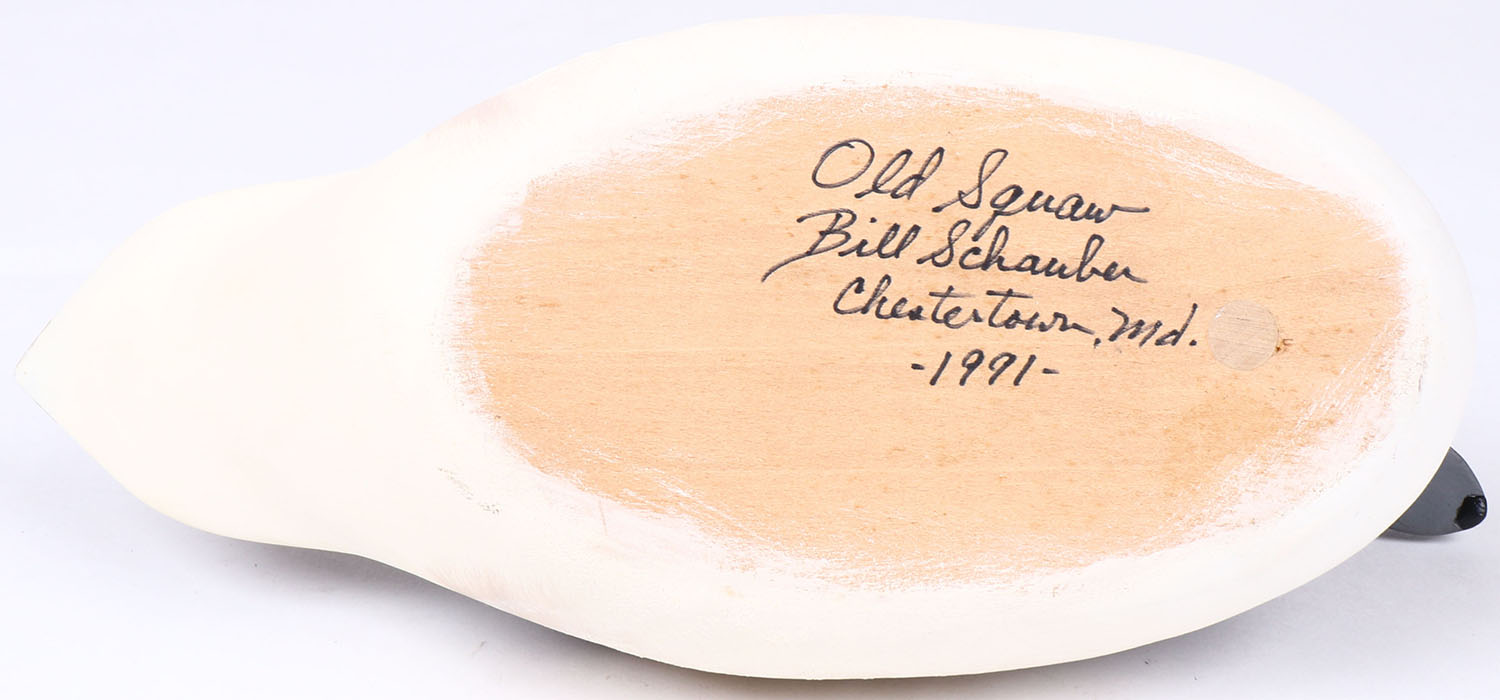 Old Squaw
Bill Schauber
Chestertown, Md.
-1991-